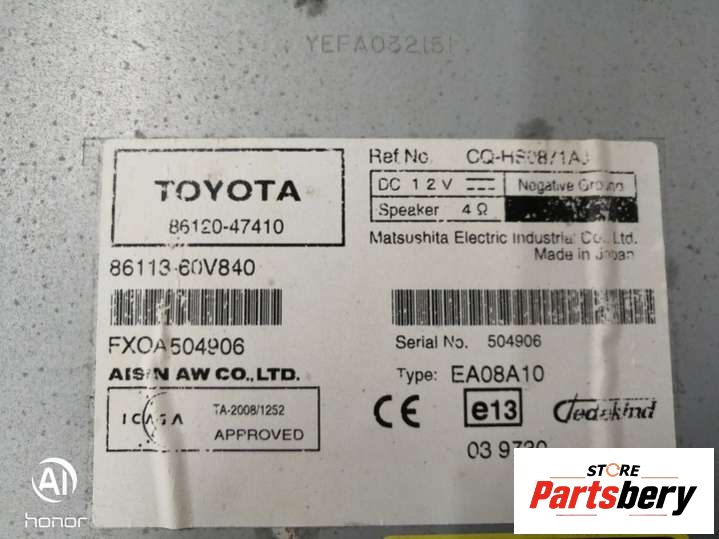 YEFA032151
TOYOTA
86120-47410
Ref No.
DC 12V Negative Ground
Speaker 4Ω
Matsushita Electric Industrial Co., Ltd.
Made in Japan
86113-60V840
FXOA504906
Serial No. 504906
AISIN AW CO., LTD.
Type: EA08A10
ICASA
TA-2008/1252
APPROVED
CE
e13
STORE
Partsbery
AI
honor